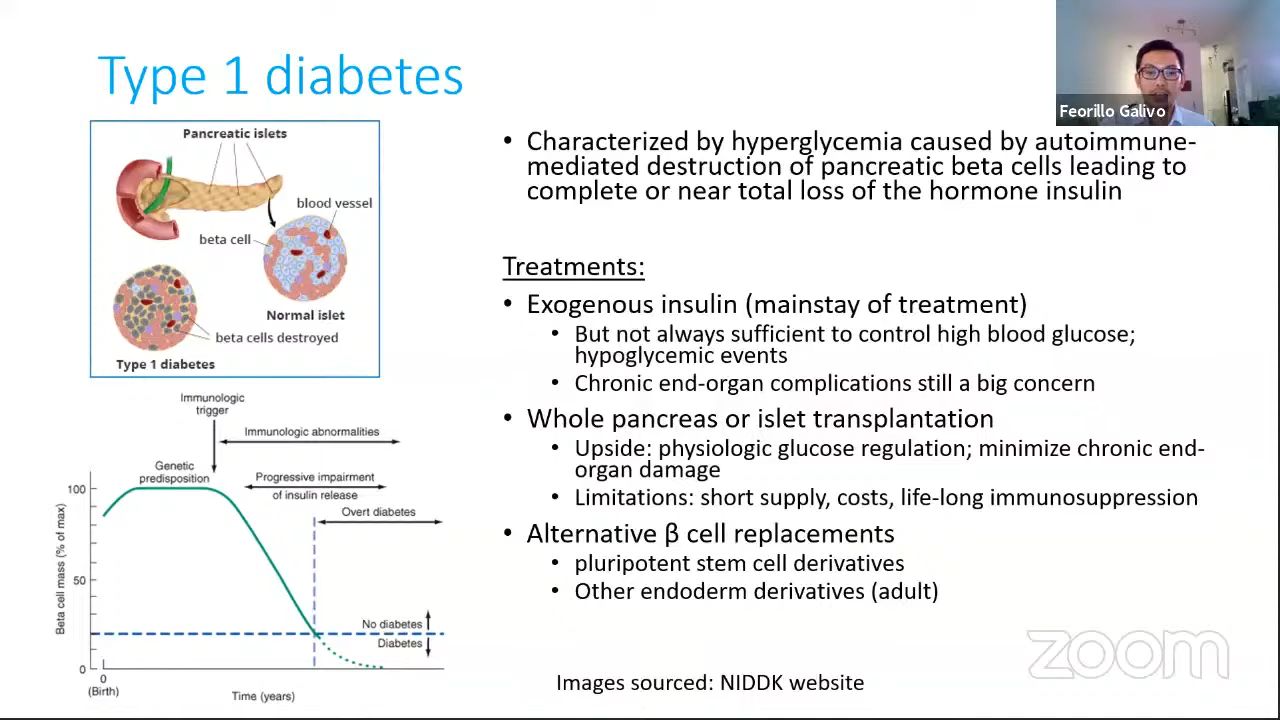 Type 1 diabetes
Feorillo Galivo
Pancreatic islets
blood vessel
beta cell
Normal islet
beta cells destroyed
Type 1 diabetes
Immunologic
trigger
Immunologic abnormalities
Genetic
predisposition
Progressive impairment
of insulin release
Overt diabetes
100
50
0
Beta cell mass (% of max)
No diabetes
Diabetes
0
(Birth)
Time (years)
• Characterized by hyperglycemia caused by autoimmune-
mediated destruction of pancreatic beta cells leading to
complete or near total loss of the hormone insulin
Treatments:
• Exogenous insulin (mainstay of treatment)
• But not always sufficient to control high blood glucose;
hypoglycemic events
• Chronic end-organ complications still a big concern
• Whole pancreas or islet transplantation
• Upside: physiologic glucose regulation; minimize chronic end-
organ damage
• Limitations: short supply, costs, life-long immunosuppression
• Alternative β cell replacements
• pluripotent stem cell derivatives
• Other endoderm derivatives (adult)
Images sourced: NIDDK website
zoom